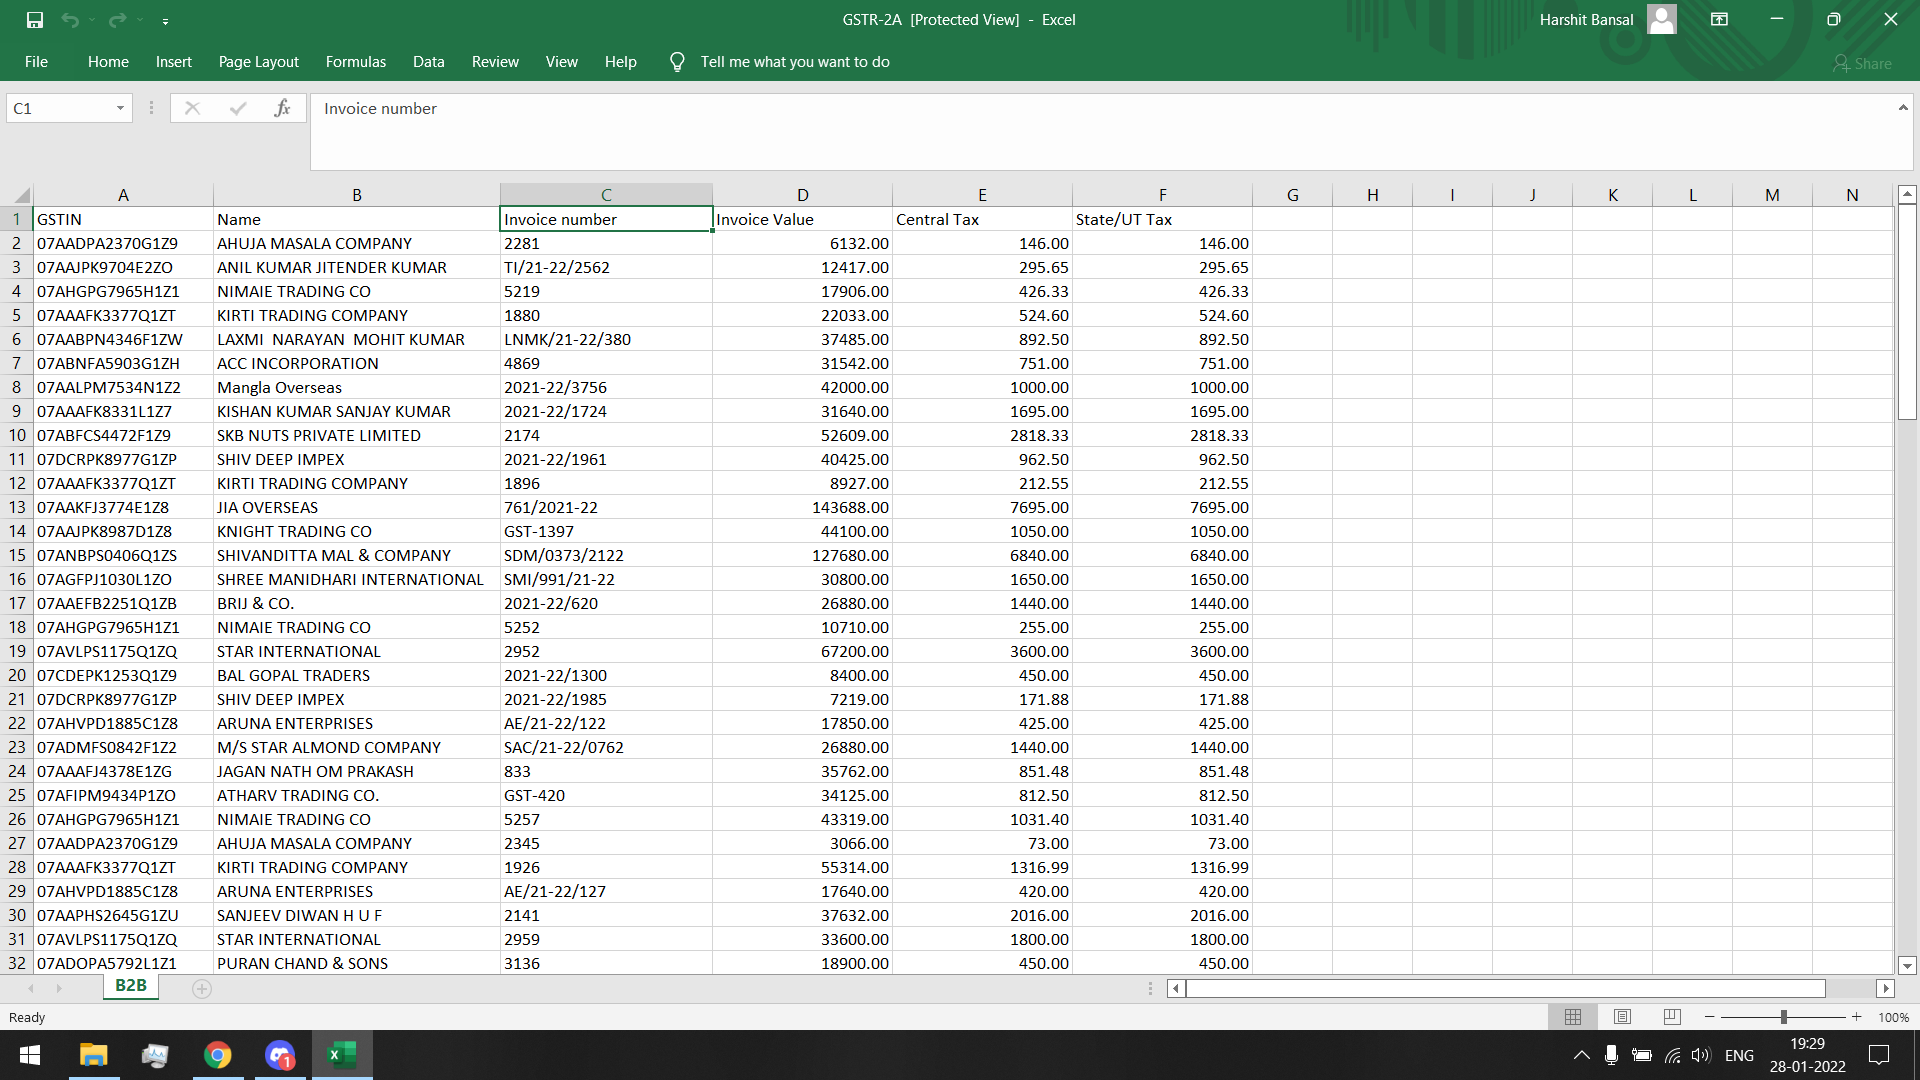 GSTR-2A [Protected View] - Excel
Harshit Bansal
File Home Insert Page Layout Formulas Data Review View Help Tell me what you want to do Share
C1 fx Invoice number
A B C D E F G H I J K L M N
1 GSTIN Name Invoice number Invoice Value Central Tax State/UT Tax
2 07AADPA2370G1Z9 AHUJA MASALA COMPANY 2281 6132.00 146.00 146.00
3 07AAJPK9704E2ZO ANIL KUMAR JITENDER KUMAR TI/21-22/2562 12417.00 295.65 295.65
4 07AHGPG7965H1Z1 NIMAIE TRADING CO 5219 17906.00 426.33 426.33
5 07AAAFK3377Q1ZT KIRTI TRADING COMPANY 1880 22033.00 524.60 524.60
6 07AABPN4346F1ZW LAXMI  NARAYAN  MOHIT KUMAR LNMK/21-22/380 37485.00 892.50 892.50
7 07ABNFA5903G1ZH ACC INCORPORATION 4869 31542.00 751.00 751.00
8 07AALPM7534N1Z2 Mangla Overseas 2021-22/3756 42000.00 1000.00 1000.00
9 07AAAFK8331L1Z7 KISHAN KUMAR SANJAY KUMAR 2021-22/1724 31640.00 1695.00 1695.00
10 07ABFCS4472F1Z9 SKB NUTS PRIVATE LIMITED 2174 52609.00 2818.33 2818.33
11 07DCRPK8977G1ZP SHIV DEEP IMPEX 2021-22/1961 40425.00 962.50 962.50
12 07AAAFK3377Q1ZT KIRTI TRADING COMPANY 1896 8927.00 212.55 212.55
13 07AAKFJ3774E1Z8 JIA OVERSEAS 761/2021-22 143688.00 7695.00 7695.00
14 07AAJPK8987D1Z8 KNIGHT TRADING CO GST-1397 44100.00 1050.00 1050.00
15 07ANBPS0406Q1ZS SHIVANDITTA MAL & COMPANY SDM/0373/2122 127680.00 6840.00 6840.00
16 07AGFPJ1030L1ZO SHREE MANIDHARI INTERNATIONAL SMI/991/21-22 30800.00 1650.00 1650.00
17 07AAEFB2251Q1ZB BRIJ & CO. 2021-22/620 26880.00 1440.00 1440.00
18 07AHGPG7965H1Z1 NIMAIE TRADING CO 5252 10710.00 255.00 255.00
19 07AVLPS1175Q1ZQ STAR INTERNATIONAL 2952 67200.00 3600.00 3600.00
20 07CDEPK1253Q1Z9 BAL GOPAL TRADERS 2021-22/1300 8400.00 450.00 450.00
21 07DCRPK8977G1ZP SHIV DEEP IMPEX 2021-22/1985 7219.00 171.88 171.88
22 07AHVPD1885C1Z8 ARUNA ENTERPRISES AE/21-22/122 17850.00 425.00 425.00
23 07ADMFS0842F1Z2 M/S STAR ALMOND COMPANY SAC/21-22/0762 26880.00 1440.00 1440.00
24 07AAAFJ4378E1ZG JAGAN NATH OM PRAKASH 833 35762.00 851.48 851.48
25 07AFIPM9434P1ZO ATHARV TRADING CO. GST-420 34125.00 812.50 812.50
26 07AHGPG7965H1Z1 NIMAIE TRADING CO 5257 43319.00 1031.40 1031.40
27 07AADPA2370G1Z9 AHUJA MASALA COMPANY 2345 3066.00 73.00 73.00
28 07AAAFK3377Q1ZT KIRTI TRADING COMPANY 1926 55314.00 1316.99 1316.99
29 07AHVPD1885C1Z8 ARUNA ENTERPRISES AE/21-22/127 17640.00 420.00 420.00
30 07AAPHS2645G1ZU SANJEEV DIWAN H U F 2141 37632.00 2016.00 2016.00
31 07AVLPS1175Q1ZQ STAR INTERNATIONAL 2959 33600.00 1800.00 1800.00
32 07ADOPA5792L1Z1 PURAN CHAND & SONS 3136 18900.00 450.00 450.00
B2B
Ready 100%
1 ENG 19:29
28-01-2022